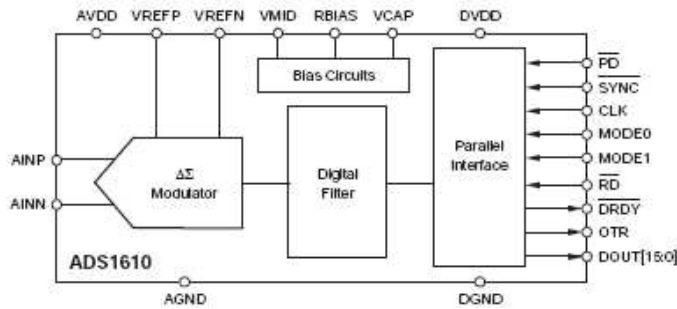 AVDD VREFP VREFN VMID RBIAS VCAP DVDD
Bias Circuits
PD
SYNC
CLK
MODE0
MODE1
RD
DRDY
OTR
DOUT[15:0]
AINP
AINN
ΔΣ
Modulator
Digital
Filter
Parallel
Interface
ADS1610
AGND DGND